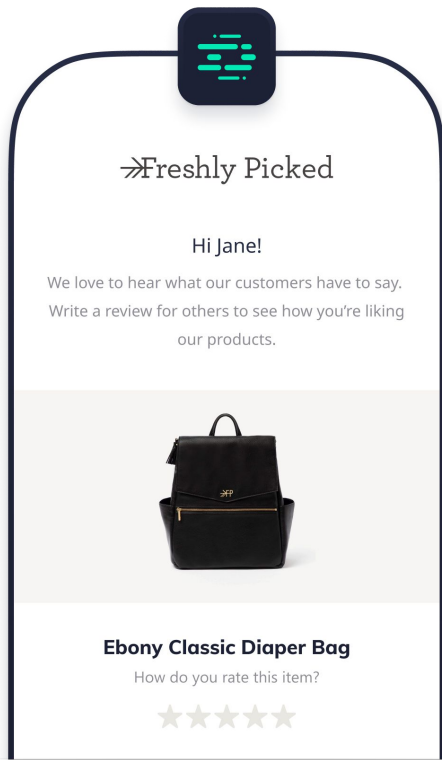 Freshly Picked
Hi Jane!
We love to hear what our customers have to say.
Write a review for others to see how you’re liking
our products.
FP
Ebony Classic Diaper Bag
How do you rate this item?